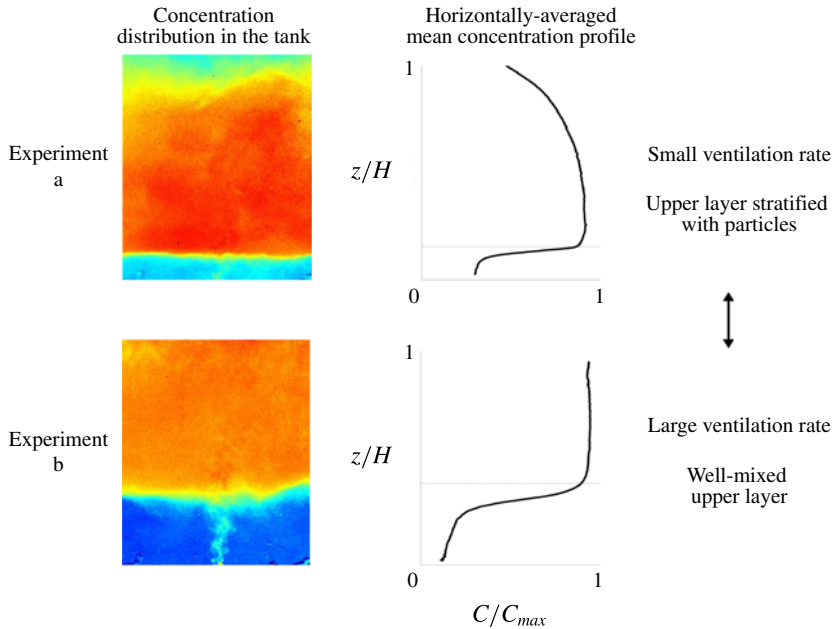 Concentration
distribution in the tank
Horizontally-averaged
mean concentration profile
Experiment
a
z/H
1
0
1
Small ventilation rate
Upper layer stratified
with particles
Experiment
b
z/H
1
0
1
C/Cmax
Large ventilation rate
Well-mixed
upper layer